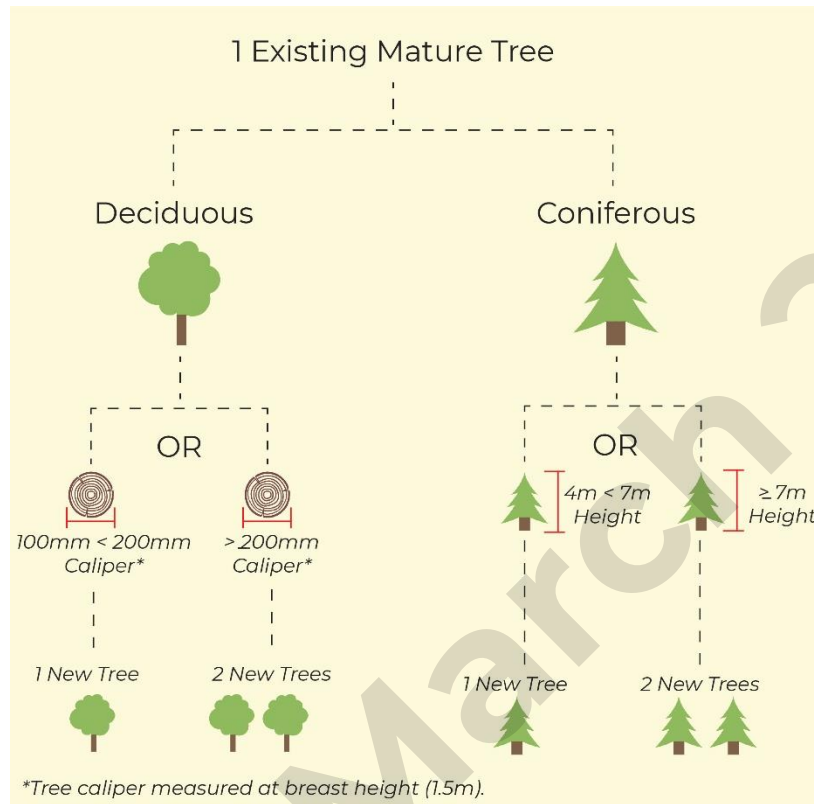 1 Existing Mature Tree
Deciduous
Coniferous
OR
OR
100mm < 200mm
Caliper*
≥200mm
Caliper*
4m < 7m
Height
≥7m
Height
1 New Tree
2 New Trees
1 New Tree
2 New Trees
*Tree caliper measured at breast height (1.5m).
March